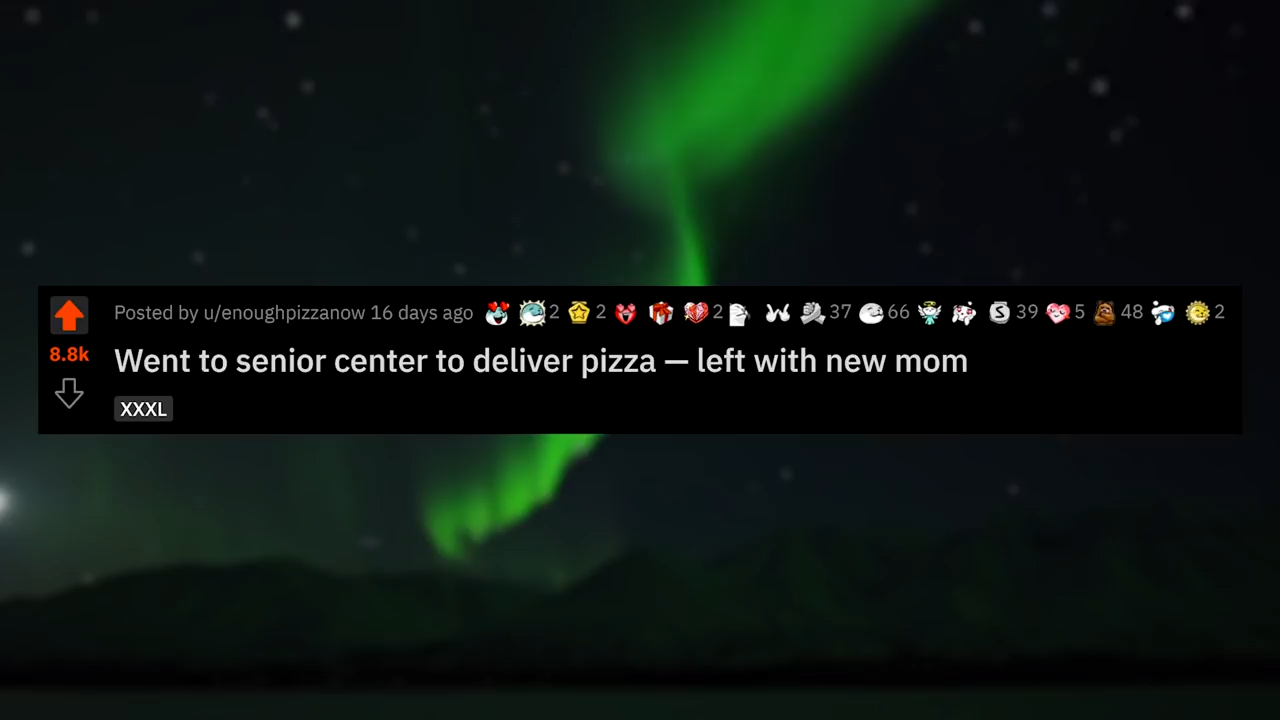 Posted by u/enoughpizzanow 16 days ago 2 2 2 37 66 S 39 5 48 2
8.8k
Went to senior center to deliver pizza — left with new mom
XXXL